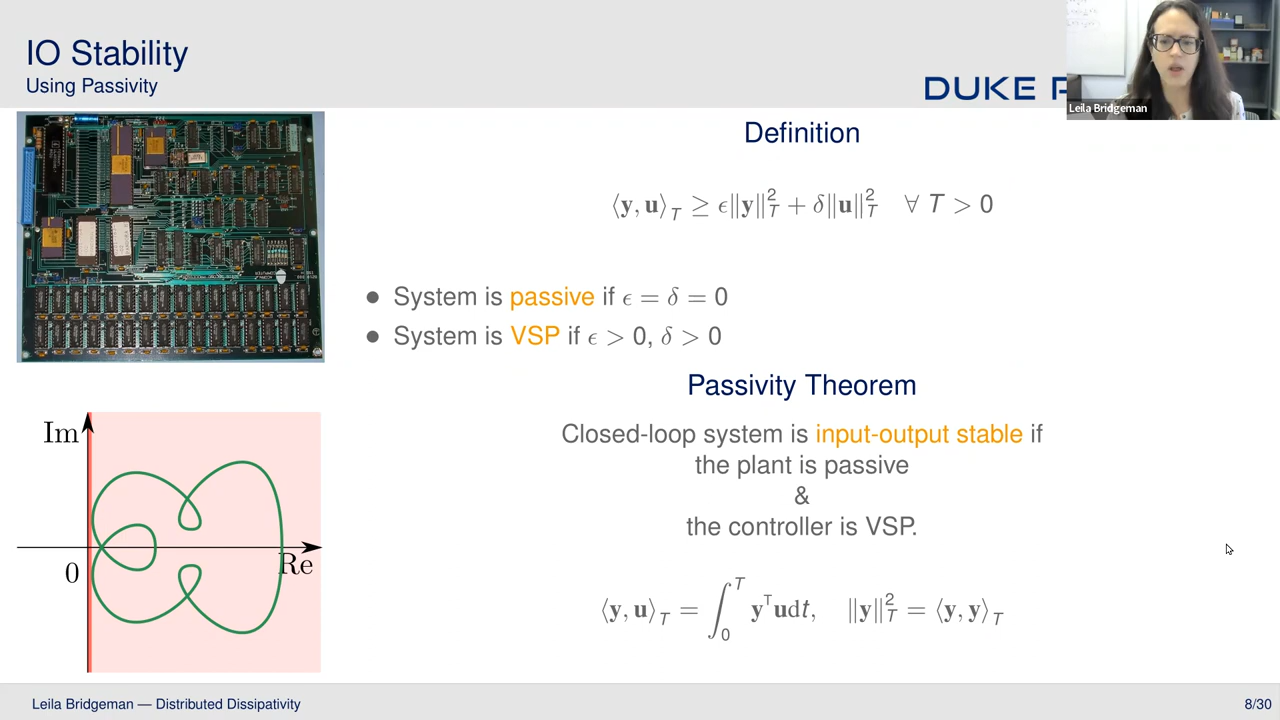 IO Stability
Using Passivity
DUKE
Leila Bridgeman
Definition
⟨y, u⟩_T ≥ ϵ‖y‖²_T + δ‖u‖²_T ∀ T > 0
● System is passive if ϵ = δ = 0
● System is VSP if ϵ > 0, δ > 0
Passivity Theorem
Closed-loop system is input-output stable if
the plant is passive
&
the controller is VSP.
⟨y, u⟩_T = ∫_0^T y^T u dt, ‖y‖²_T = ⟨y, y⟩_T
Im
0
Re
Leila Bridgeman — Distributed Dissipativity
8/30